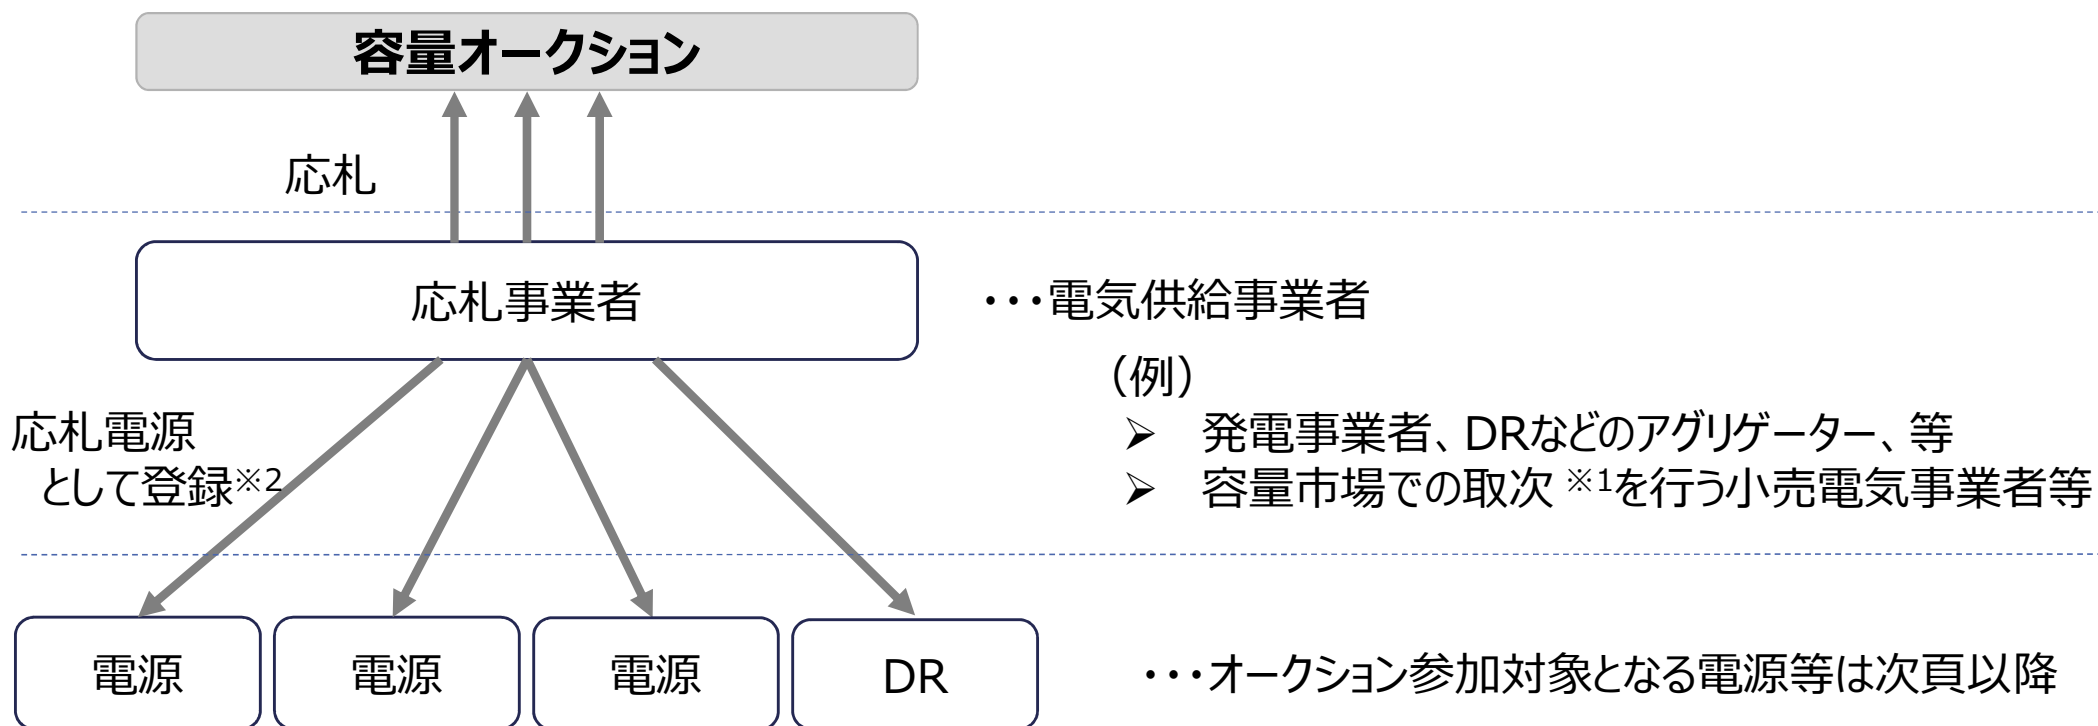 容量オークション
応札
応札事業者
・・・電気供給事業者
（例）
➢ 発電事業者、DRなどのアグリゲーター、等
➢ 容量市場での取次 ※1を行う小売電気事業者等
応札電源
として登録※2
電源
電源
電源
DR
・・・オークション参加対象となる電源等は次頁以降